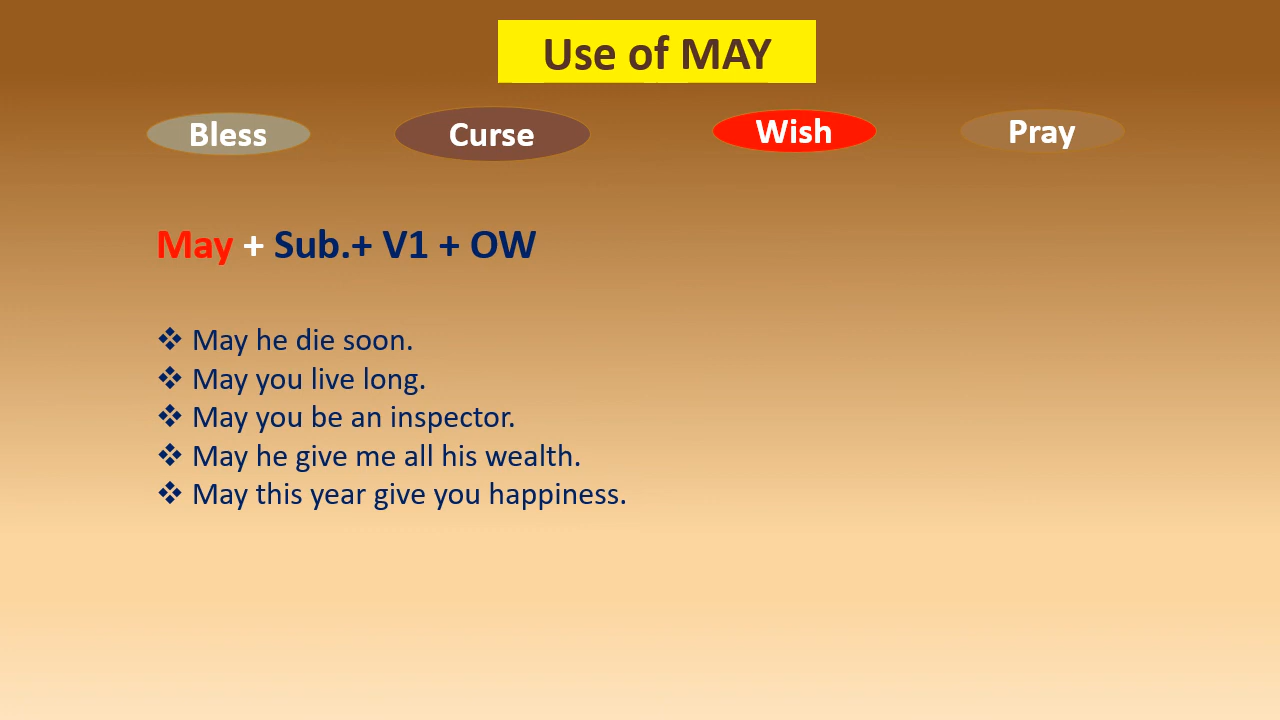 Use of MAY
Bless Curse Wish Pray
May + Sub.+ V1 + OW
❖ May he die soon.
❖ May you live long.
❖ May you be an inspector.
❖ May he give me all his wealth.
❖ May this year give you happiness.